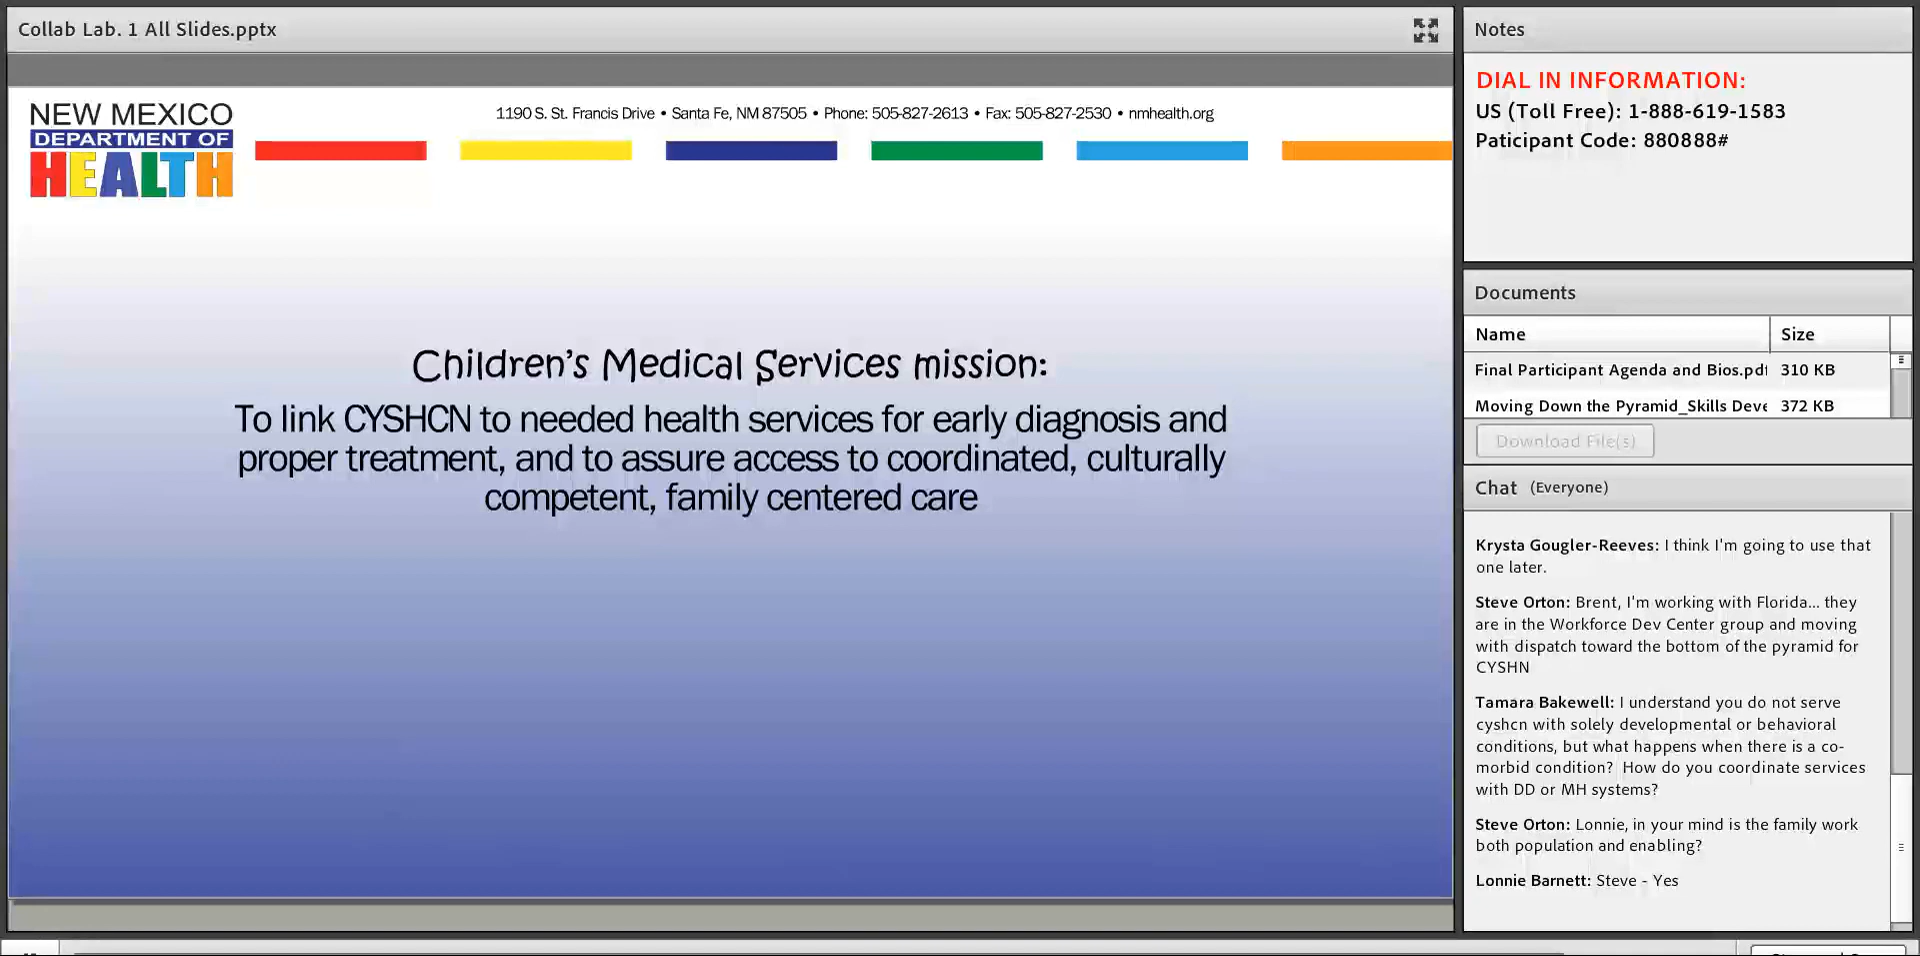 Collab Lab. 1 All Slides.pptx
NEW MEXICO
DEPARTMENT OF
HEALTH
1190 S. St. Francis Drive • Santa Fe, NM 87505 • Phone: 505-827-2613 • Fax: 505-827-2530 • nmhealth.org
Children's Medical Services mission:
To link CYSHCN to needed health services for early diagnosis and
proper treatment, and to assure access to coordinated, culturally
competent, family centered care
Notes
DIAL IN INFORMATION:
US (Toll Free): 1-888-619-1583
Paticipant Code: 880888#
Documents
Name Size
Final Participant Agenda and Bios.pdf 310 KB
Moving Down the Pyramid_Skills Deve 372 KB
Download File(s)
Chat (Everyone)
Krysta Gougler-Reeves: I think I'm going to use that
one later.
Steve Orton: Brent, I'm working with Florida... they
are in the Workforce Dev Center group and moving
with dispatch toward the bottom of the pyramid for
CYSHN
Tamara Bakewell: I understand you do not serve
cyshcn with solely developmental or behavioral
conditions, but what happens when there is a co-
morbid condition? How do you coordinate services
with DD or MH systems?
Steve Orton: Lonnie, in your mind is the family work
both population and enabling?
Lonnie Barnett: Steve - Yes